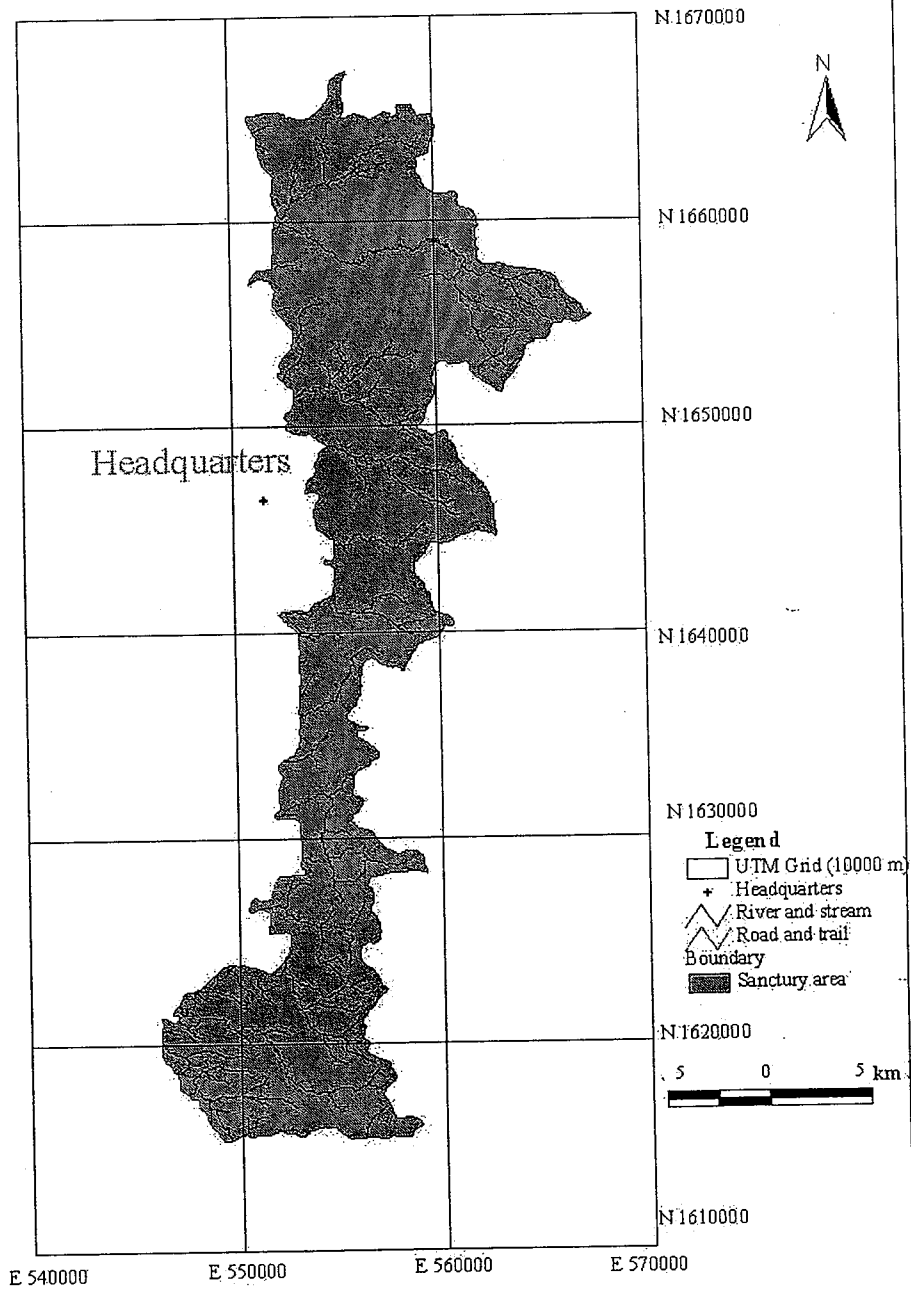 N 1670000
N
N 1660000
N 1650000
Headquarters
N 1640000
N 1630000
Legend
UTM Grid (10000 m)
Headquarters
River and stream
Road and trail
Boundary
Sanctury area
N 1620000
5 0 5 km
N 1610000
E 540000 E 550000 E 560000 E 570000